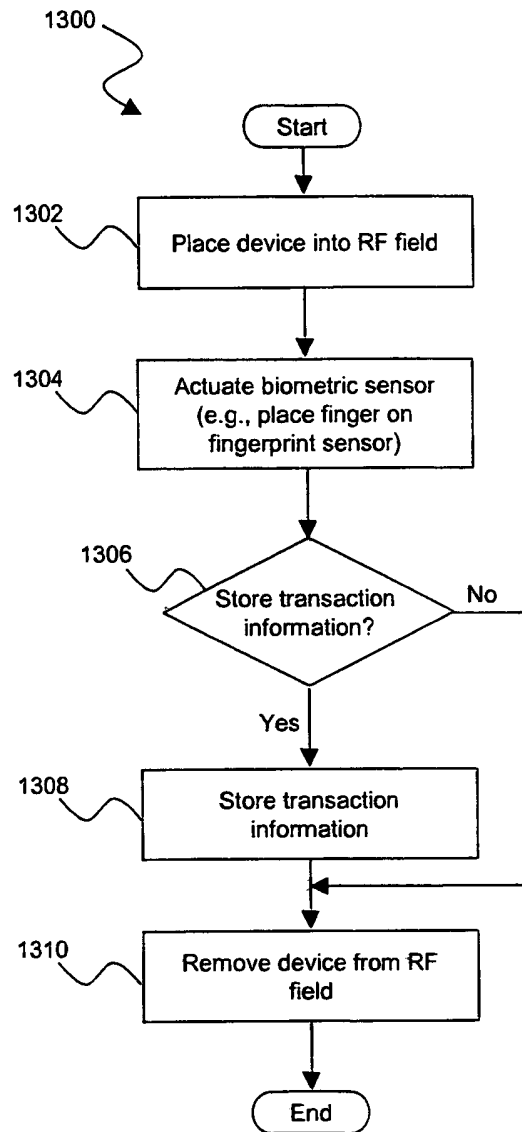 1300
Start
1302
Place device into RF field
1304
Actuate biometric sensor
(e.g., place finger on
fingerprint sensor)
1306
Store transaction
information?
No
Yes
1308
Store transaction
information
1310
Remove device from RF
field
End